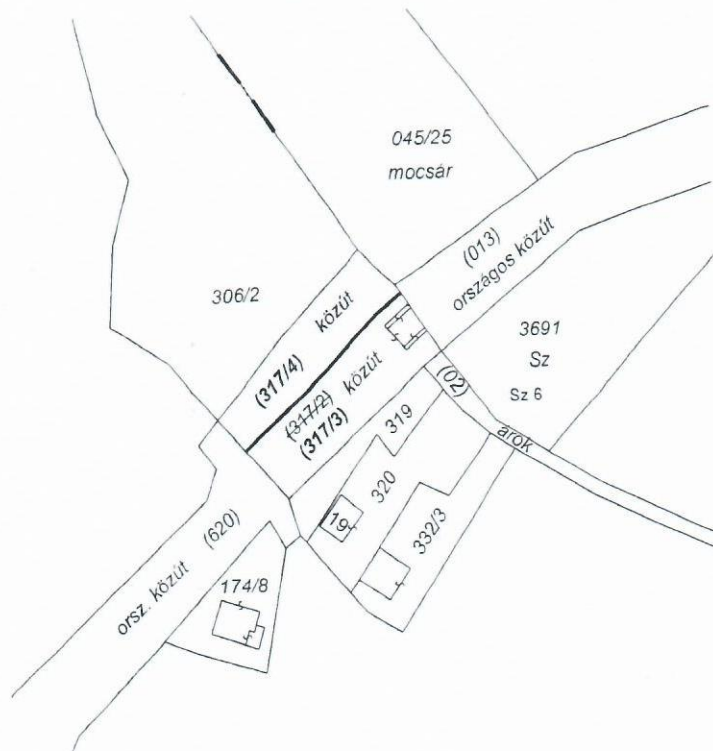 045/25
mocsár
(013)
országos közút
306/2
közút
(317/4)
3691
Sz
Sz 6
közút
(317/2)
(317/3)
(02)
319
árok
320
19
332/3
(620)
orsz. közút
174/8